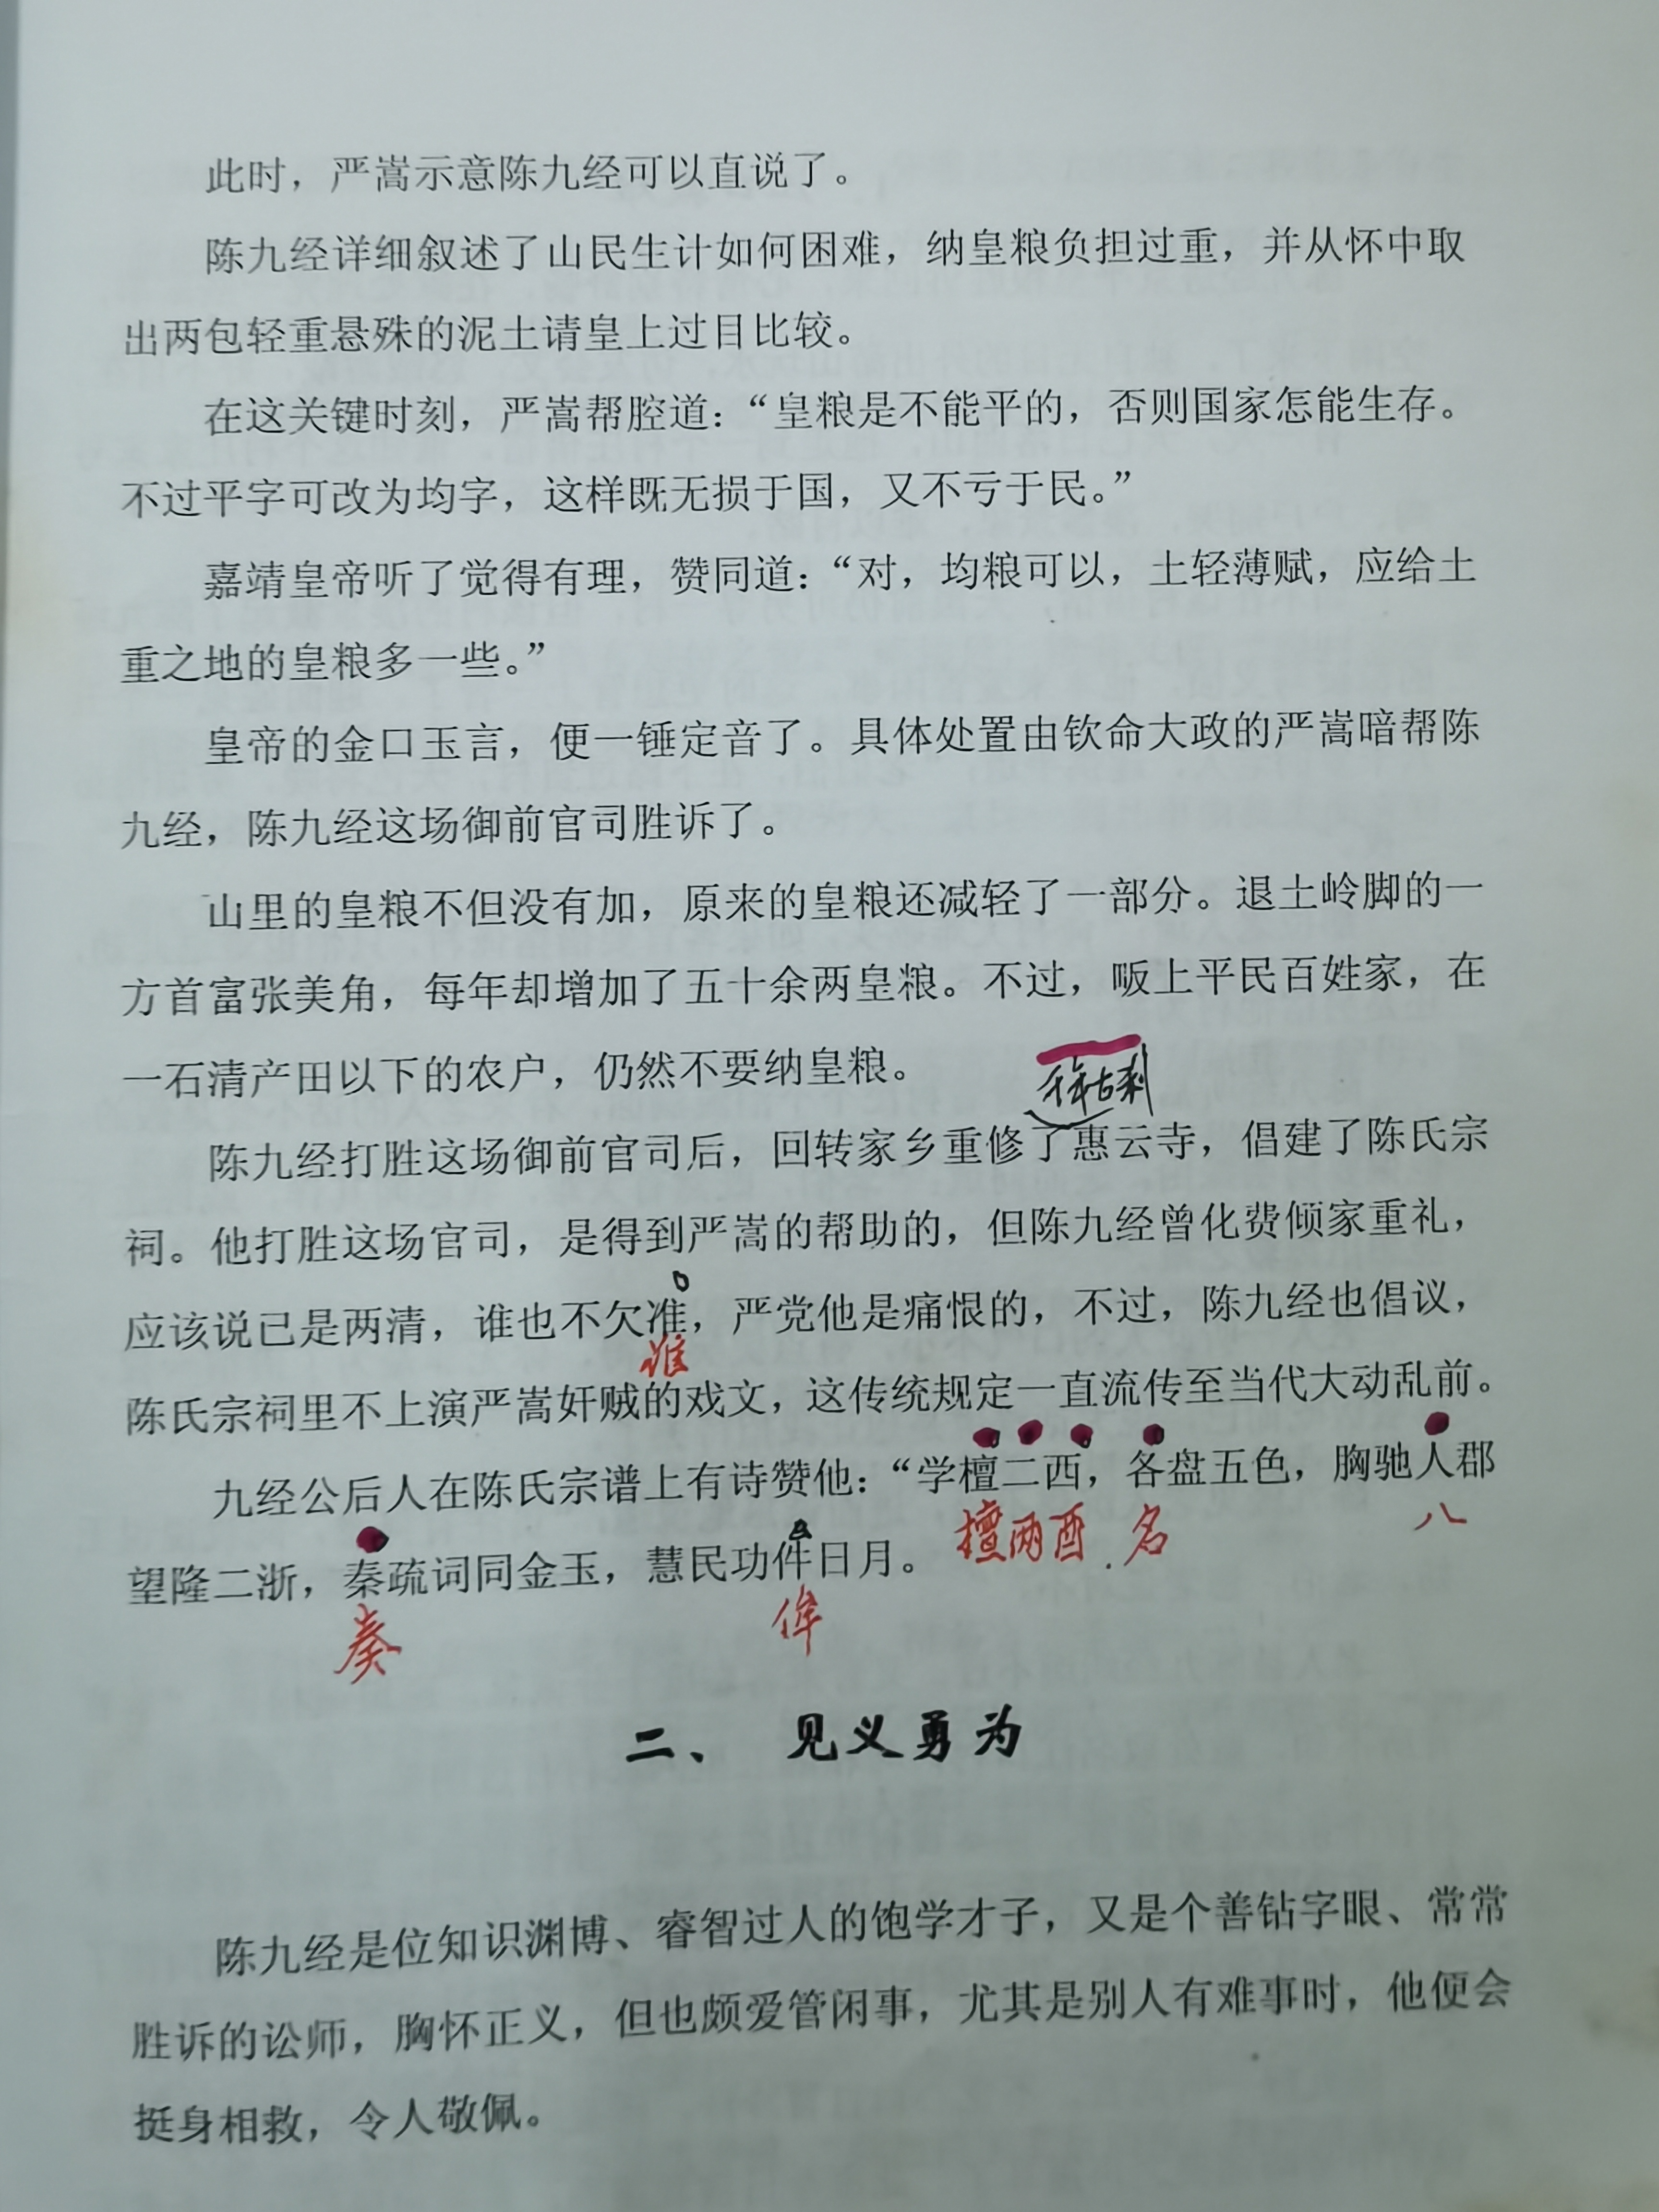 此时，严嵩示意陈九经可以直说了。
陈九经详细叙述了山民生计如何困难，纳皇粮负担过重，并从怀中取
出两包轻重悬殊的泥土请皇上过目比较。
在这关键时刻，严嵩帮腔道：“皇粮是不能平的，否则国家怎能生存。
不过平字可改为均字，这样既无损于国，又不亏于民。”
嘉靖皇帝听了觉得有理，赞同道：“对，均粮可以，土轻薄赋，应给土
重之地的皇粮多一些。”
皇帝的金口玉言，便一锤定音了。具体处置由钦命大政的严嵩暗帮陈
九经，陈九经这场御前官司胜诉了。
山里的皇粮不但没有加，原来的皇粮还减轻了一部分。退土岭脚的一
方首富张美角，每年却增加了五十余两皇粮。不过，畈上平民百姓家，在
一石清产田以下的农户，仍然不要纳皇粮。
千年古刹
陈九经打胜这场御前官司后，回转家乡重修了惠云寺，倡建了陈氏宗
祠。他打胜这场官司，是得到严嵩的帮助的，但陈九经曾化费倾家重礼，
应该说已是两清，谁也不欠准，严党他是痛恨的，不过，陈九经也倡议，
谁
陈氏宗祠里不上演严嵩奸贼的戏文，这传统规定一直流传至当代大动乱前。
九经公后人在陈氏宗谱上有诗赞他：“学檀二西，各盘五色，胸驰人郡
擅两酉 名 八
望隆二浙，秦疏词同金玉，慧民功件日月。
奏 侔
二、 见义勇为
陈九经是位知识渊博、睿智过人的饱学才子，又是个善钻字眼、常常
胜诉的讼师，胸怀正义，但也颇爱管闲事，尤其是别人有难事时，他便会
挺身相救，令人敬佩。